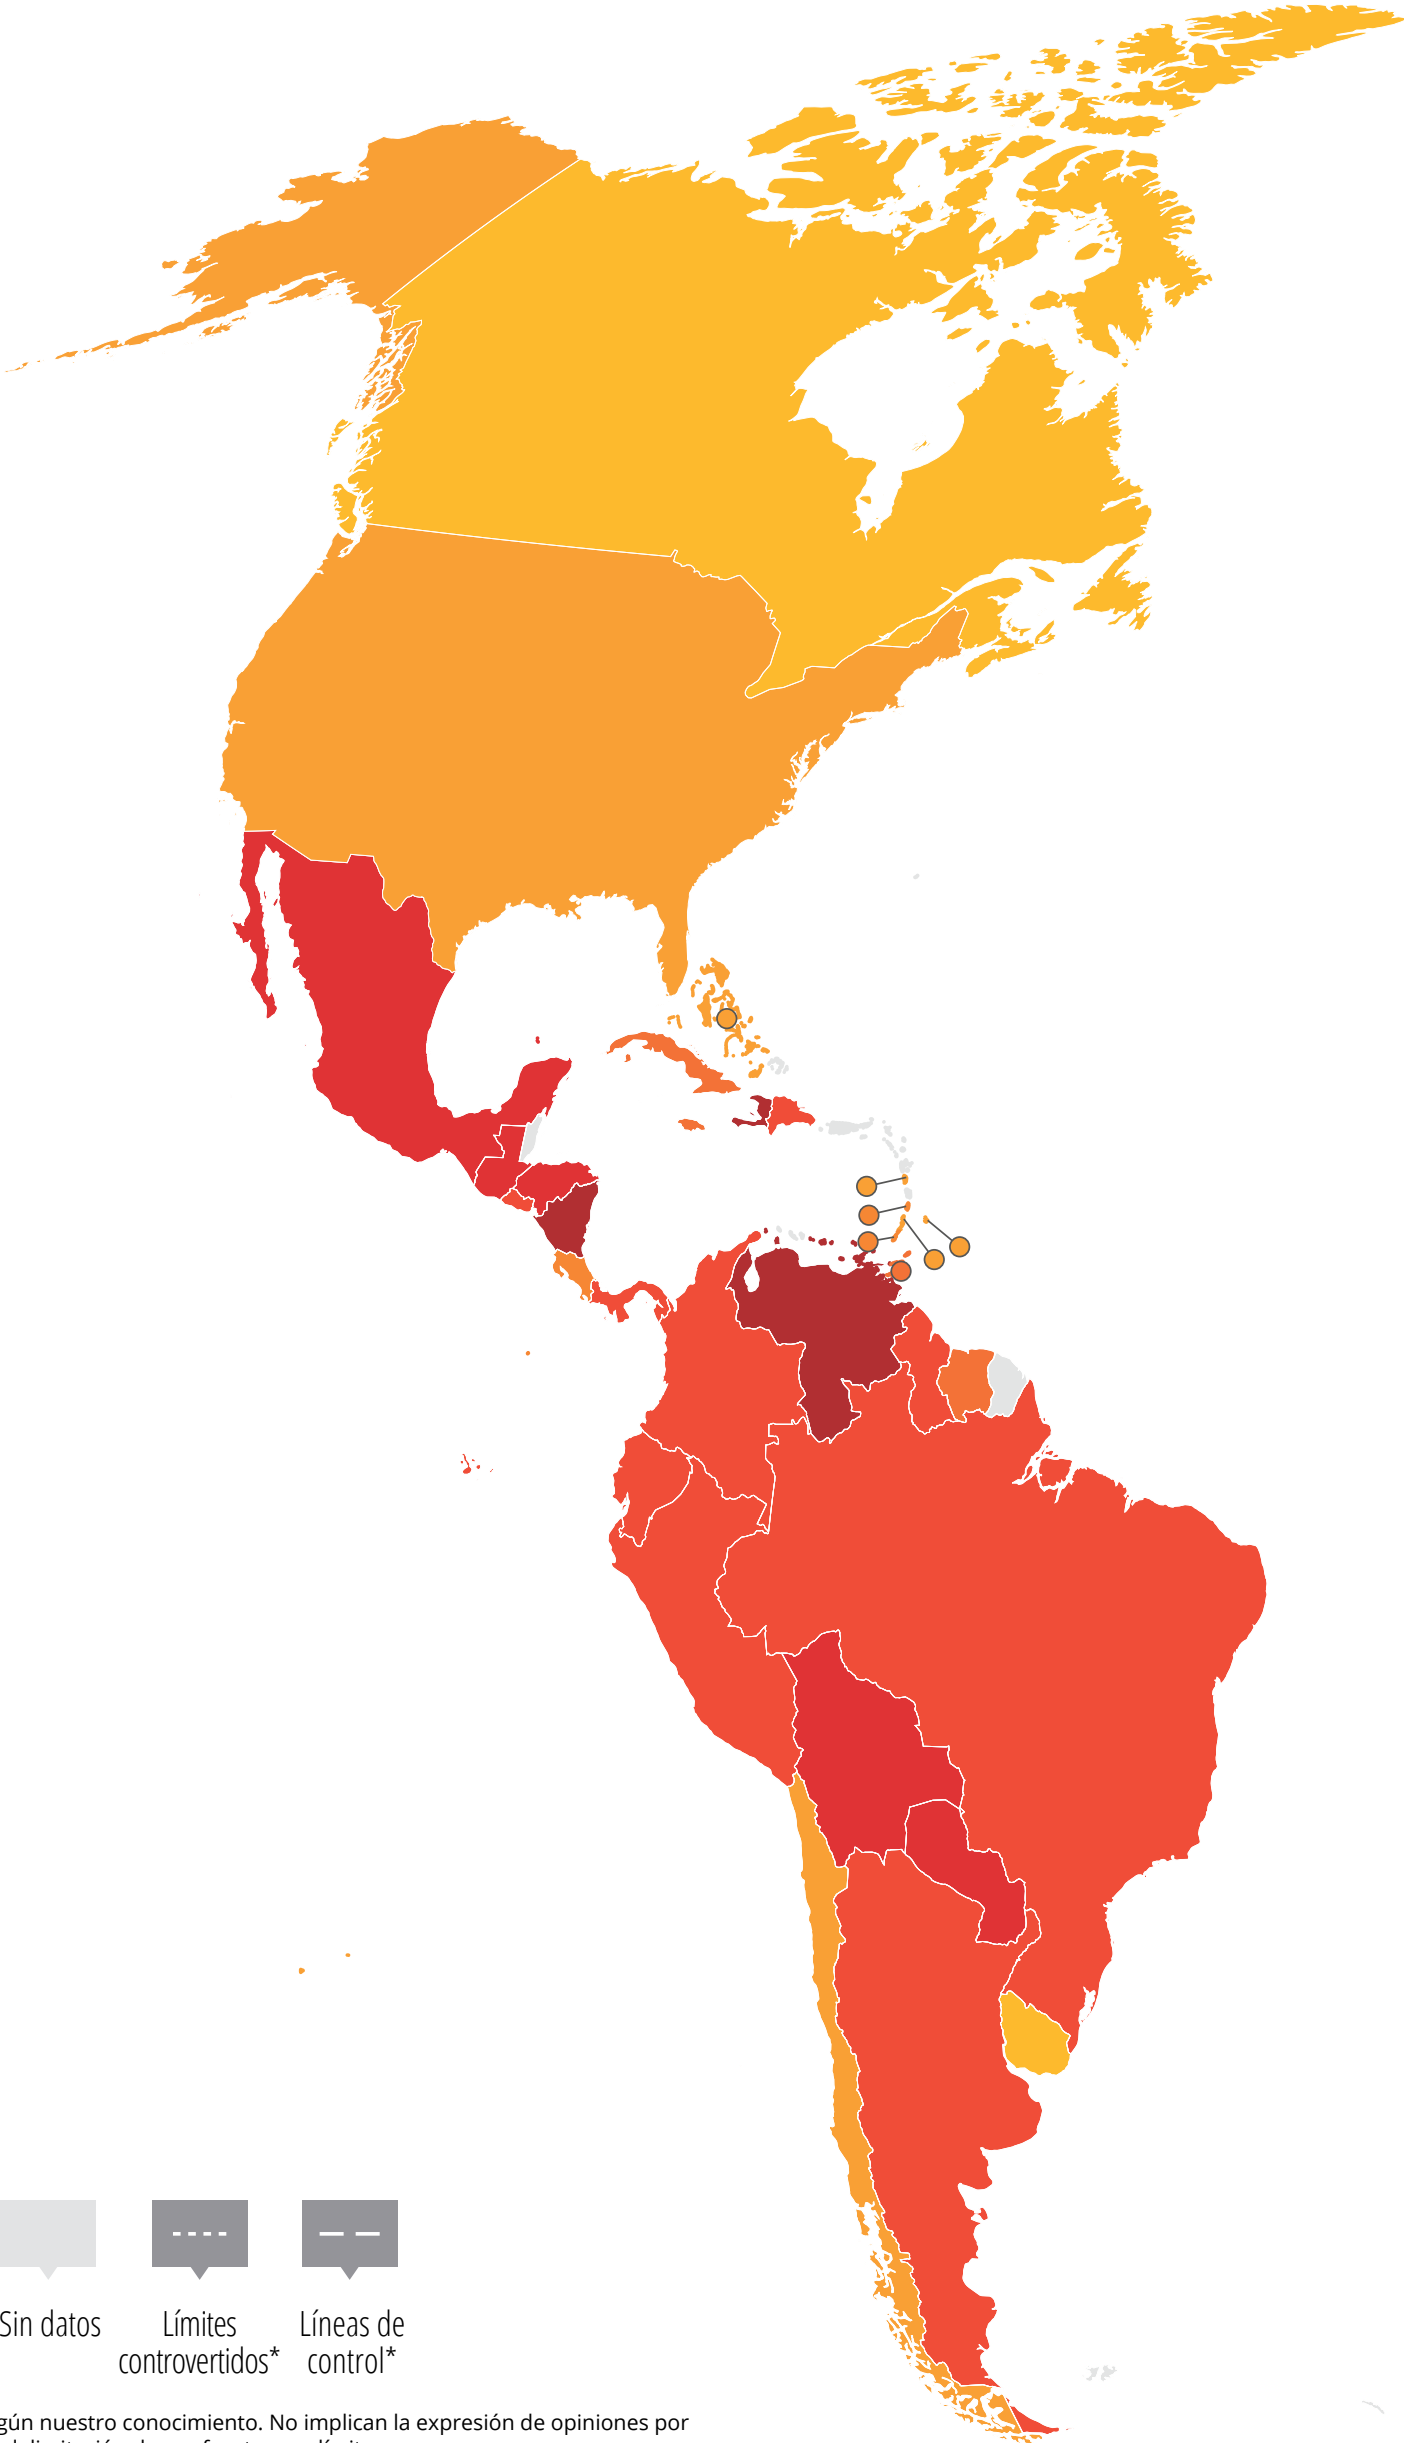 Sin datos
Límites
controvertidos*
Líneas de
control*
gún nuestro conocimiento. No implican la expresión de opiniones por